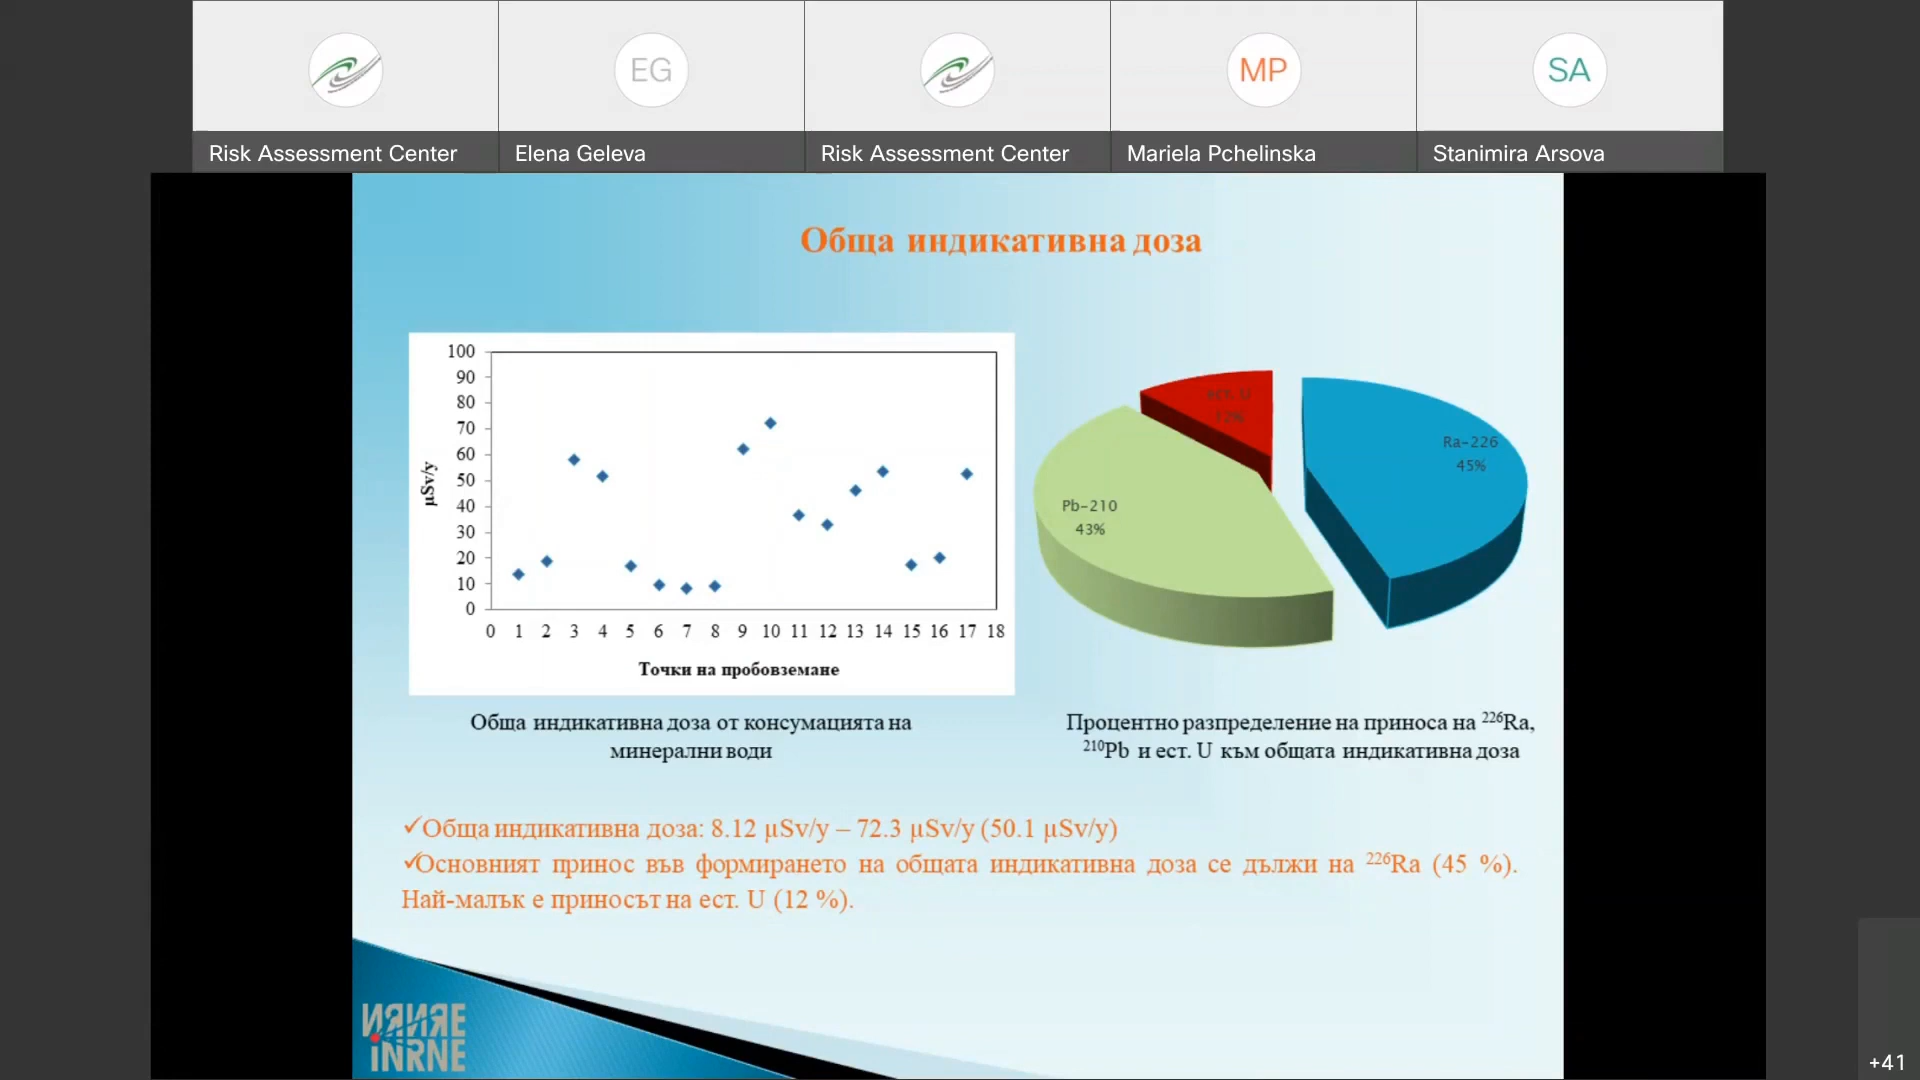 EG
MP
SA
Risk Assessment Center
Elena Geleva
Risk Assessment Center
Mariela Pchelinska
Stanimira Arsova
Обща индикативна доза
100
90
80
70
60
50
40
30
20
10
0
µSv/y
0 1 2 3 4 5 6 7 8 9 10 11 12 13 14 15 16 17 18
Точки на пробовземане
ест. U
12%
Ra-226
45%
Pb-210
43%
Обща индикативна доза от консумацията на
минерални води
Процентно разпределение на приноса на ²²⁶Ra,
²¹⁰Pb и ест. U към общата индикативна доза
✓Обща индикативна доза: 8.12 µSv/y – 72.3 µSv/y (50.1 µSv/y)
✓Основният принос във формирането на общата индикативна доза се дължи на ²²⁶Ra (45 %).
Най-малък е приносът на ест. U (12 %).
ИЯИЯЕ
iNRNE
+41